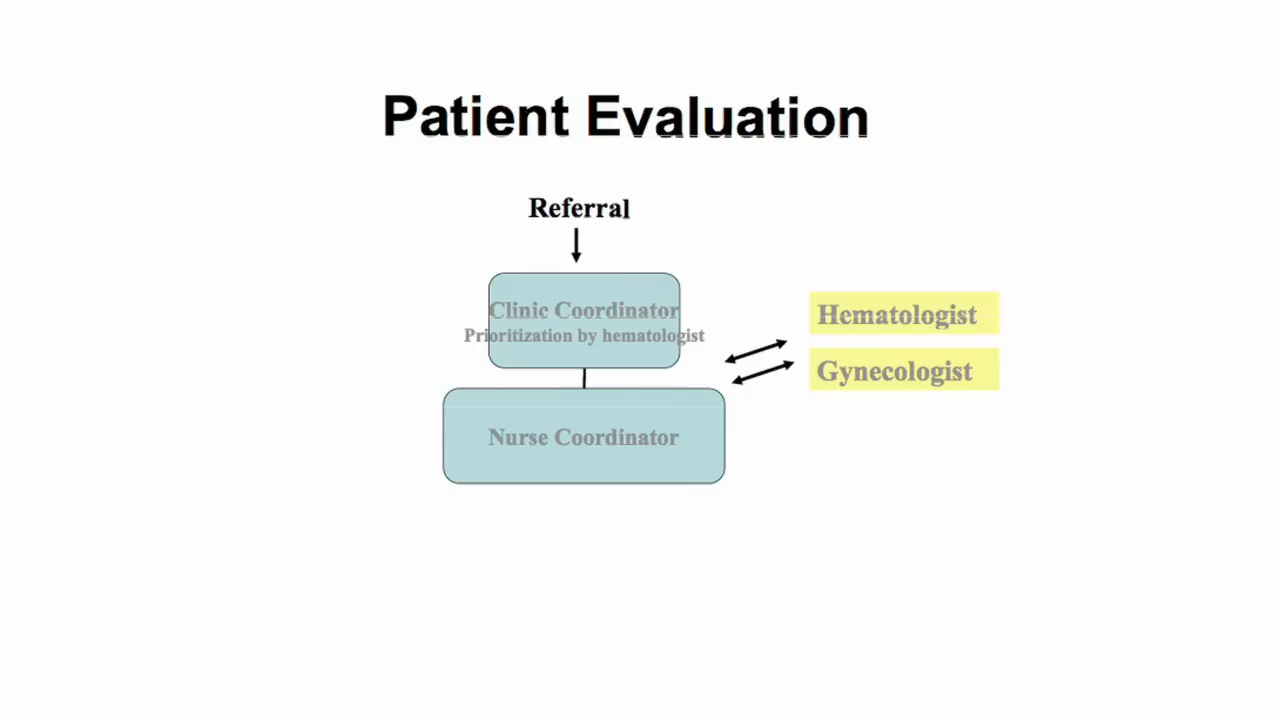 Patient Evaluation
Referral
Clinic Coordinator
Prioritization by hematologist
Hematologist
Gynecologist
Nurse Coordinator